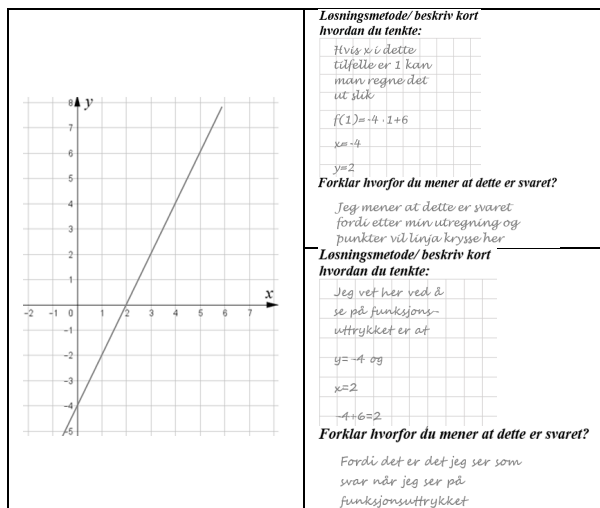 y
8
7
6
5
4
3
2
1
x
-2 -1 0 1 2 3 4 5 6 7
-1
-2
-3
-4
-5
Løsningsmetode/ beskriv kort
hvordan du tenkte:
Hvis x i dette
tilfelle er 1 kan
man regne det
ut slik
f(1)=-4·1+6
x=-4
y=2
Forklar hvorfor du mener at dette er svaret?
Jeg mener at dette er svaret
fordi etter min utregning og
punkter vil linja krysse her
Løsningsmetode/ beskriv kort
hvordan du tenkte:
Jeg vet her ved å
se på funksjons-
uttrykket er at
y=-4 og
x=2
-4+6=2
Forklar hvorfor du mener at dette er svaret?
Fordi det er det jeg ser som
svar når jeg ser på
funksjonsuttrykket